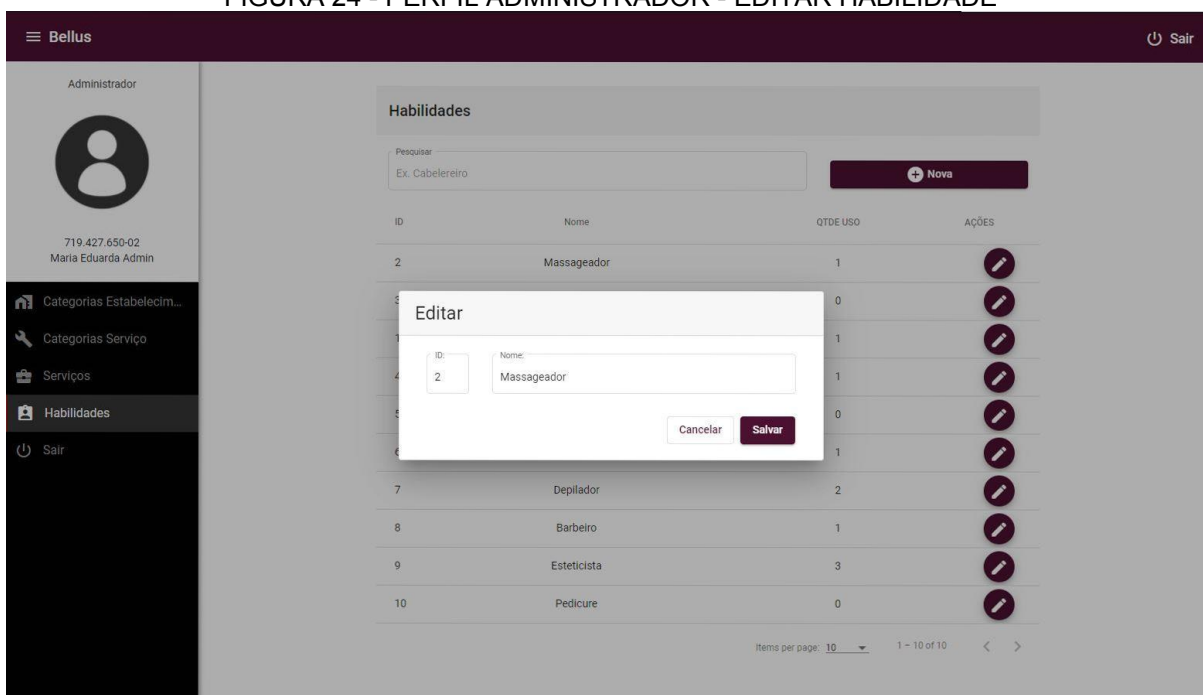 FIGURA 24 - PERFIL ADMINISTRADOR - EDITAR HABILIDADE
Bellus
Sair
Administrador
719.427.650-02
Maria Eduarda Admin
Categorias Estabelecim...
Categorias Serviço
Serviços
Habilidades
Sair
Habilidades
Pesquisar
Ex. Cabelereiro
Nova
ID Nome QTDE USO AÇÕES
2 Massageador 1
0
1
1
0
1
Editar
ID: Nome:
2 Massageador
Cancelar Salvar
7 Depilador 2
8 Barbeiro 1
9 Esteticista 3
10 Pedicure 0
Items per page: 10 1 – 10 of 10